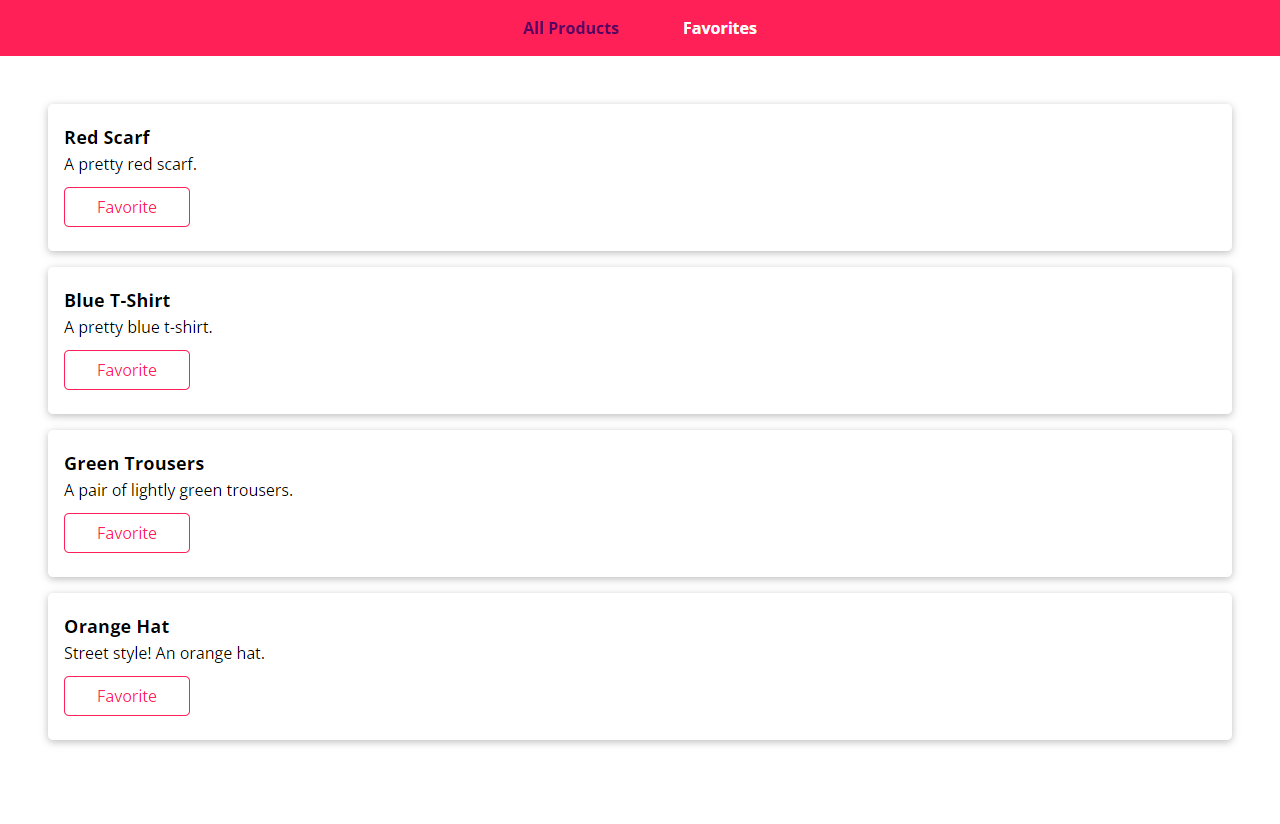 All Products Favorites
Red Scarf
A pretty red scarf.
Favorite
Blue T-Shirt
A pretty blue t-shirt.
Favorite
Green Trousers
A pair of lightly green trousers.
Favorite
Orange Hat
Street style! An orange hat.
Favorite